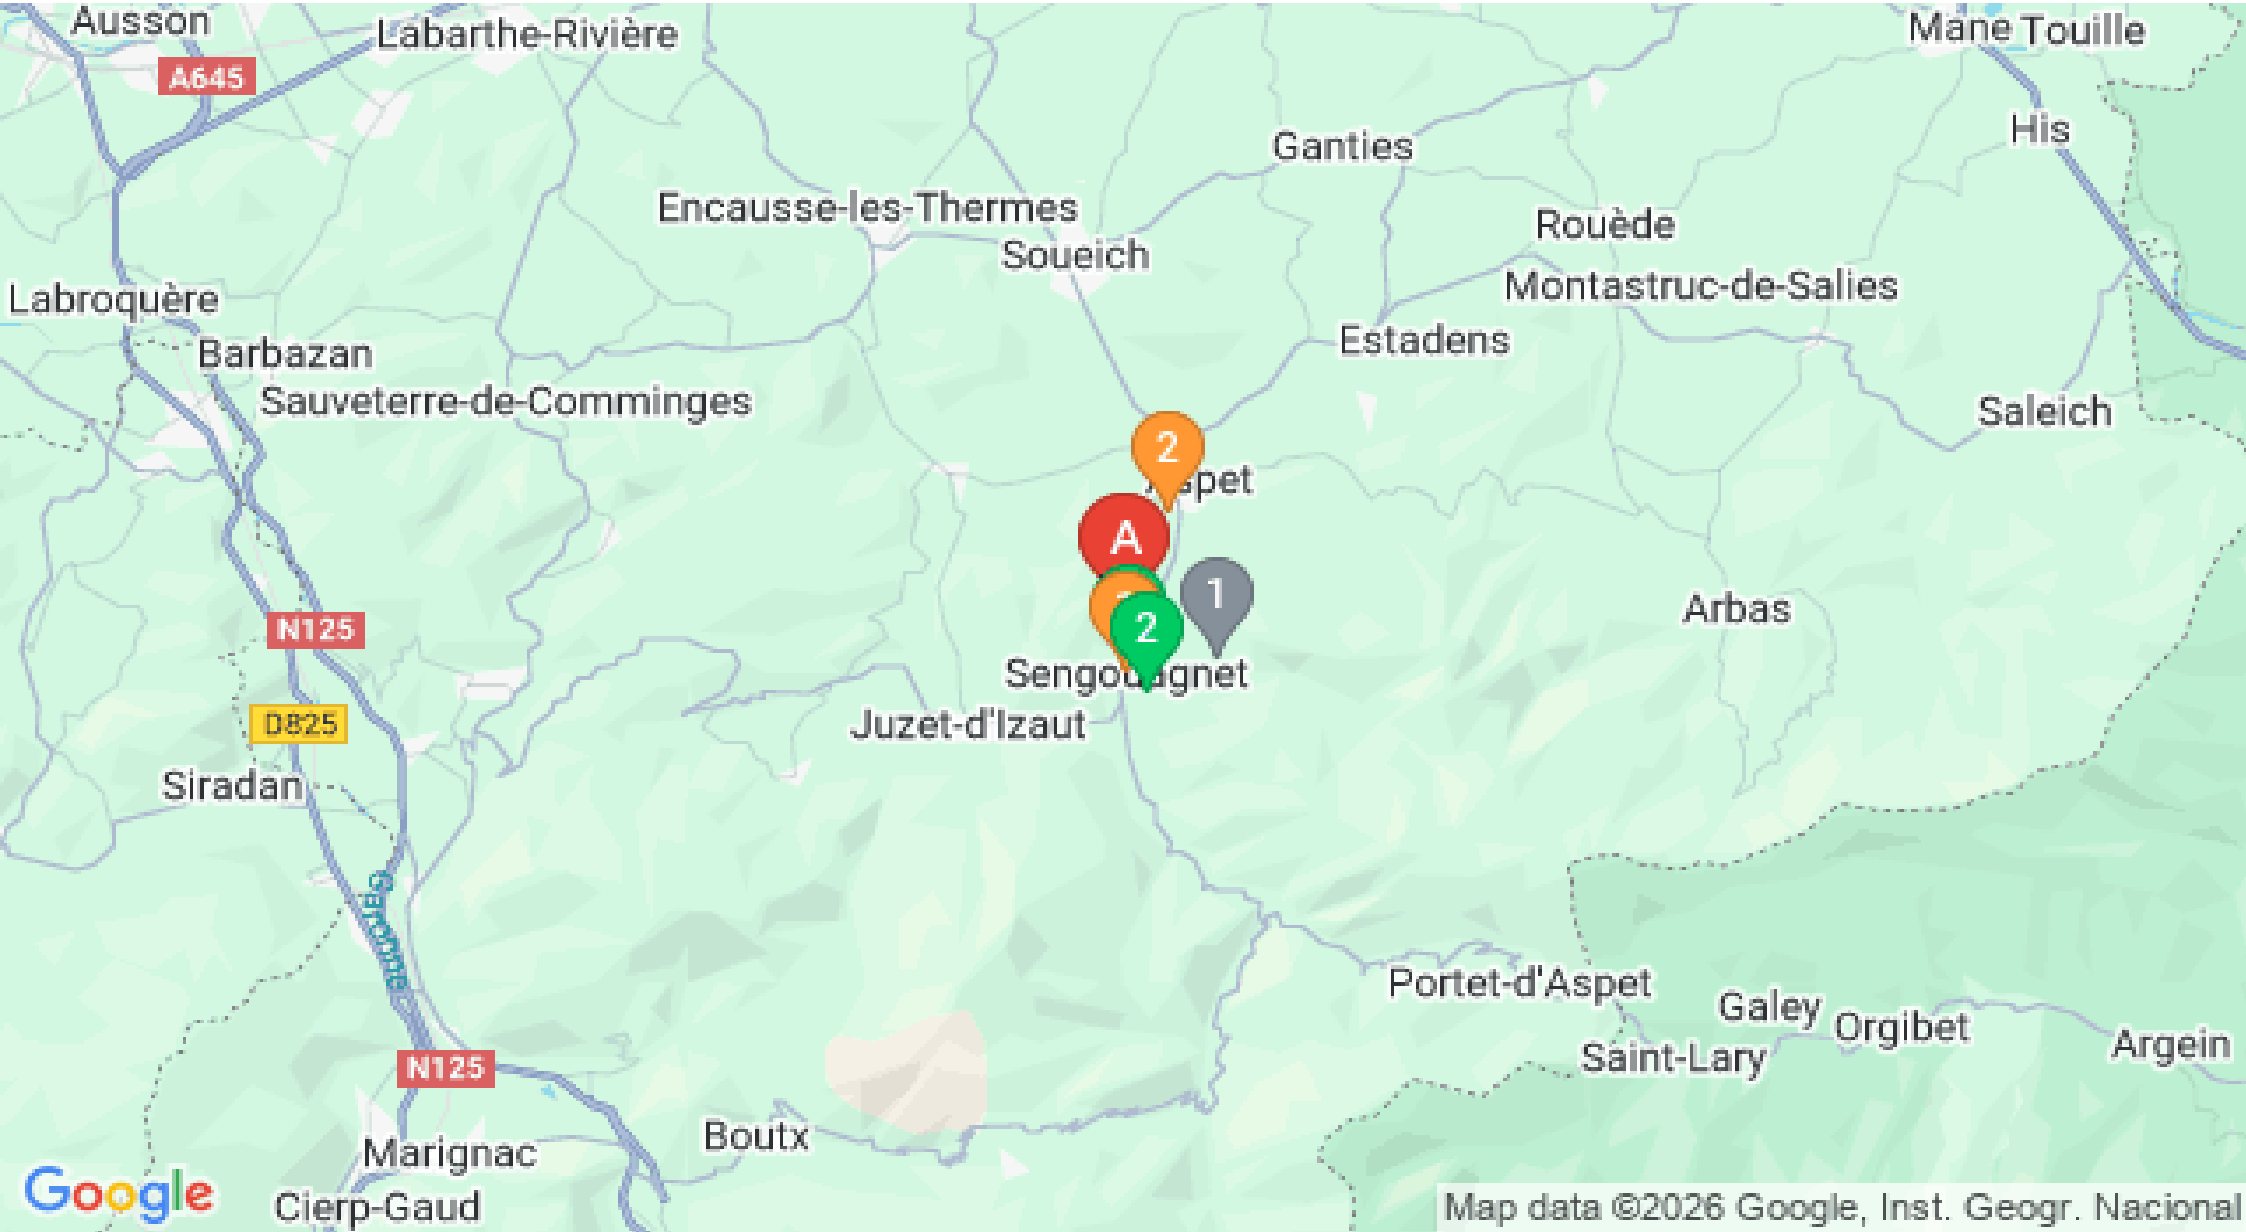 Ausson
Labarthe-Rivière
Mane
Touille
A645
His
Ganties
Encausse-les-Thermes
Rouède
Soueich
Montastruc-de-Salies
Labroquère
Estadens
Barbazan
Sauveterre-de-Comminges
Saleich
2
A
1
2
Arbas
N125
Sengouagnet
Juzet-d'Izaut
D825
Siradan
Garonne
Portet-d'Aspet
Galey
Orgibet
Argein
Saint-Lary
N125
Boutx
Marignac
Cierp-Gaud
Google
Map data ©2026 Google, Inst. Geogr. Nacional